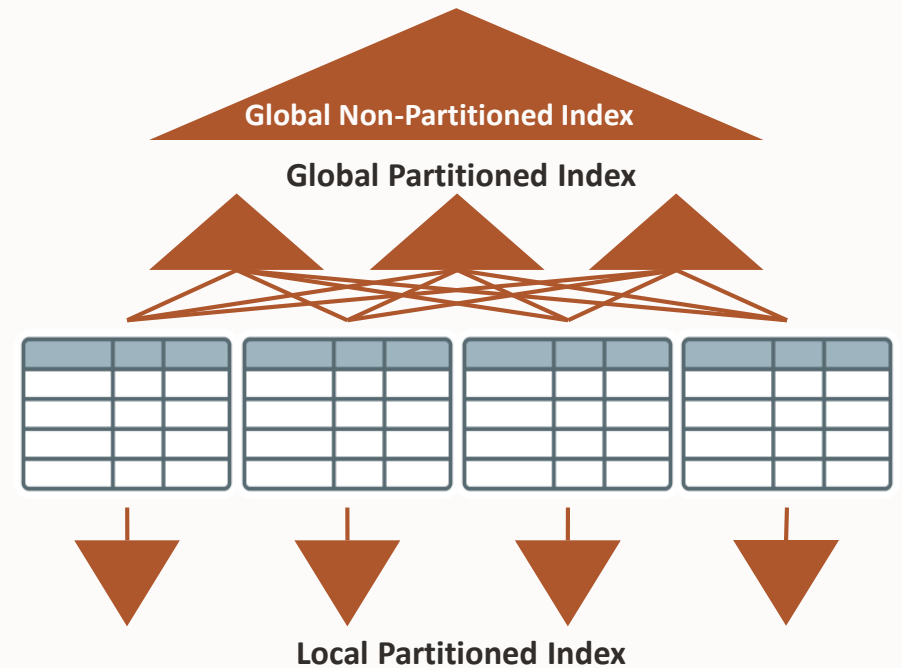 Global Non-Partitioned Index
Global Partitioned Index
Local Partitioned Index